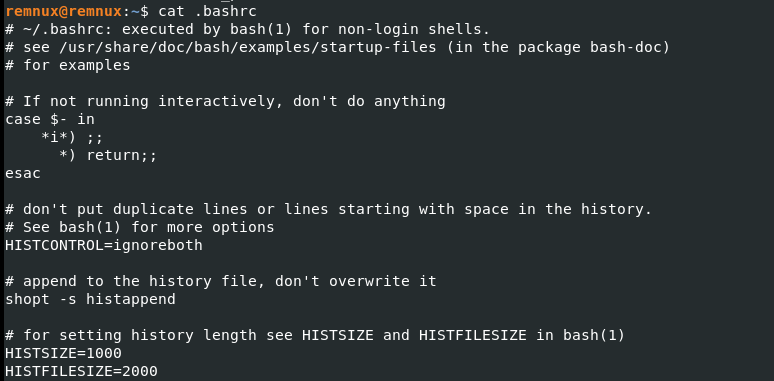 remnux@remnux:~$ cat .bashrc
# ~/.bashrc: executed by bash(1) for non-login shells.
# see /usr/share/doc/bash/examples/startup-files (in the package bash-doc)
# for examples

# If not running interactively, don't do anything
case $- in
    *i*) ;;
      *) return;;
esac

# don't put duplicate lines or lines starting with space in the history.
# See bash(1) for more options
HISTCONTROL=ignoreboth

# append to the history file, don't overwrite it
shopt -s histappend

# for setting history length see HISTSIZE and HISTFILESIZE in bash(1)
HISTSIZE=1000
HISTFILESIZE=2000